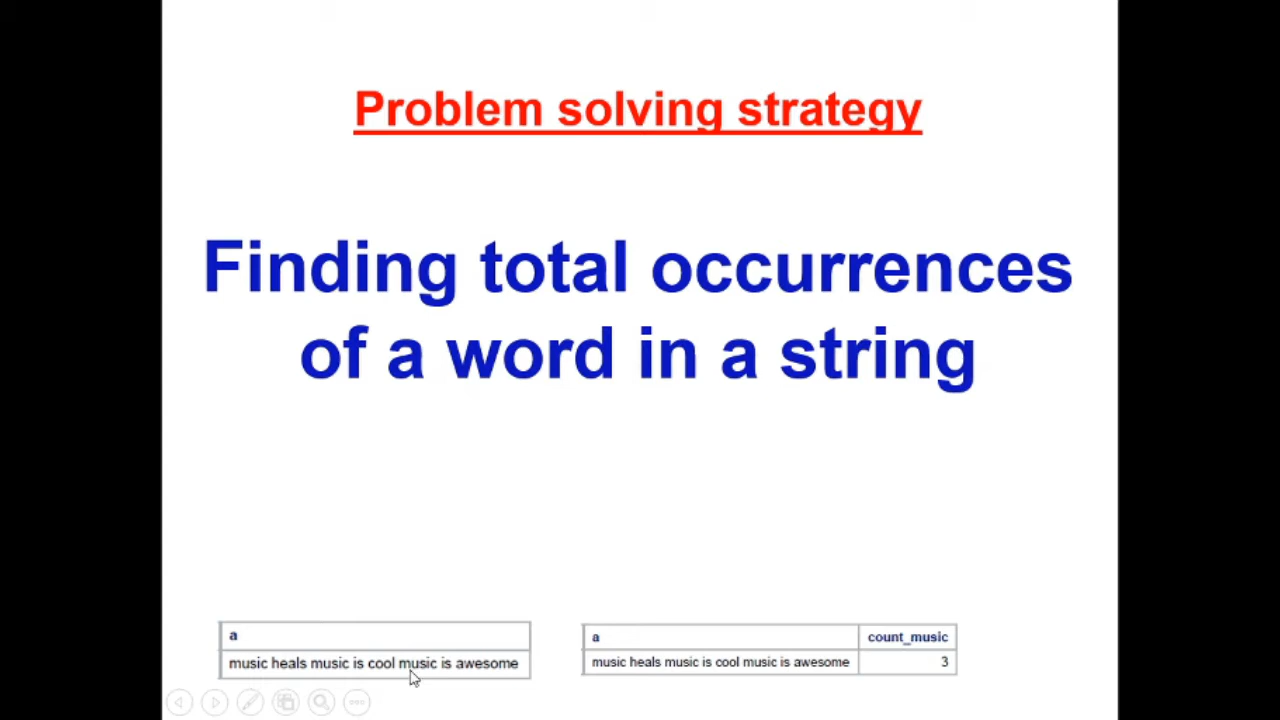 Problem solving strategy
Finding total occurrences
of a word in a string
a
music heals music is cool music is awesome
a count_music
music heals music is cool music is awesome 3